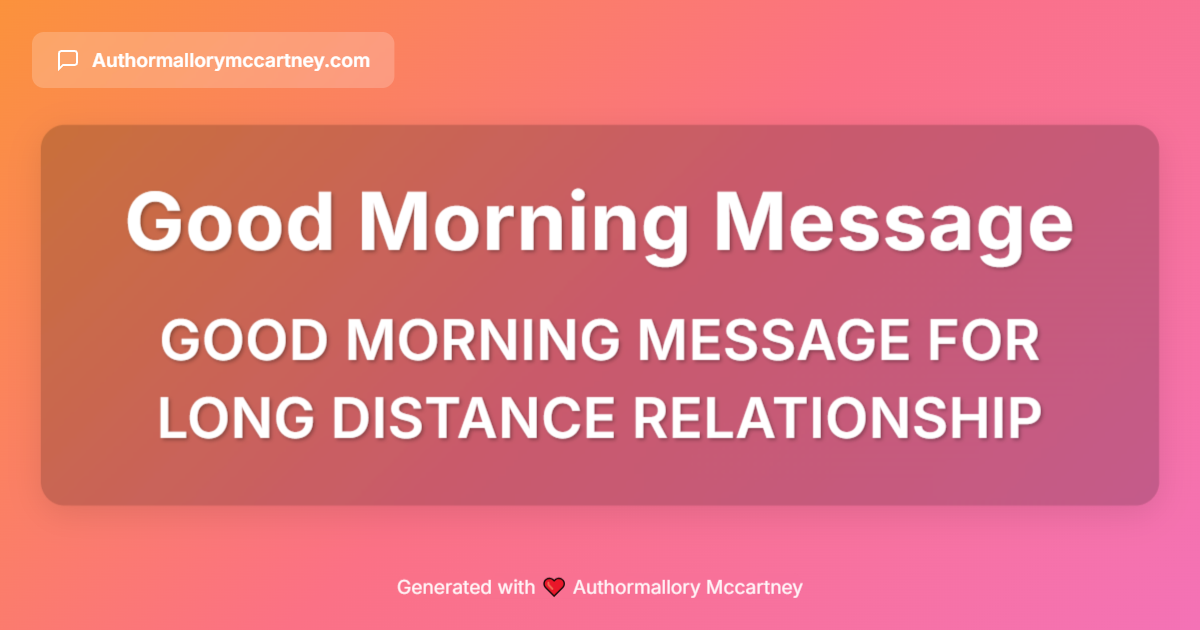 Authormallorymccartney.com
Good Morning Message
GOOD MORNING MESSAGE FOR
LONG DISTANCE RELATIONSHIP
Generated with ❤️ Authormallory Mccartney